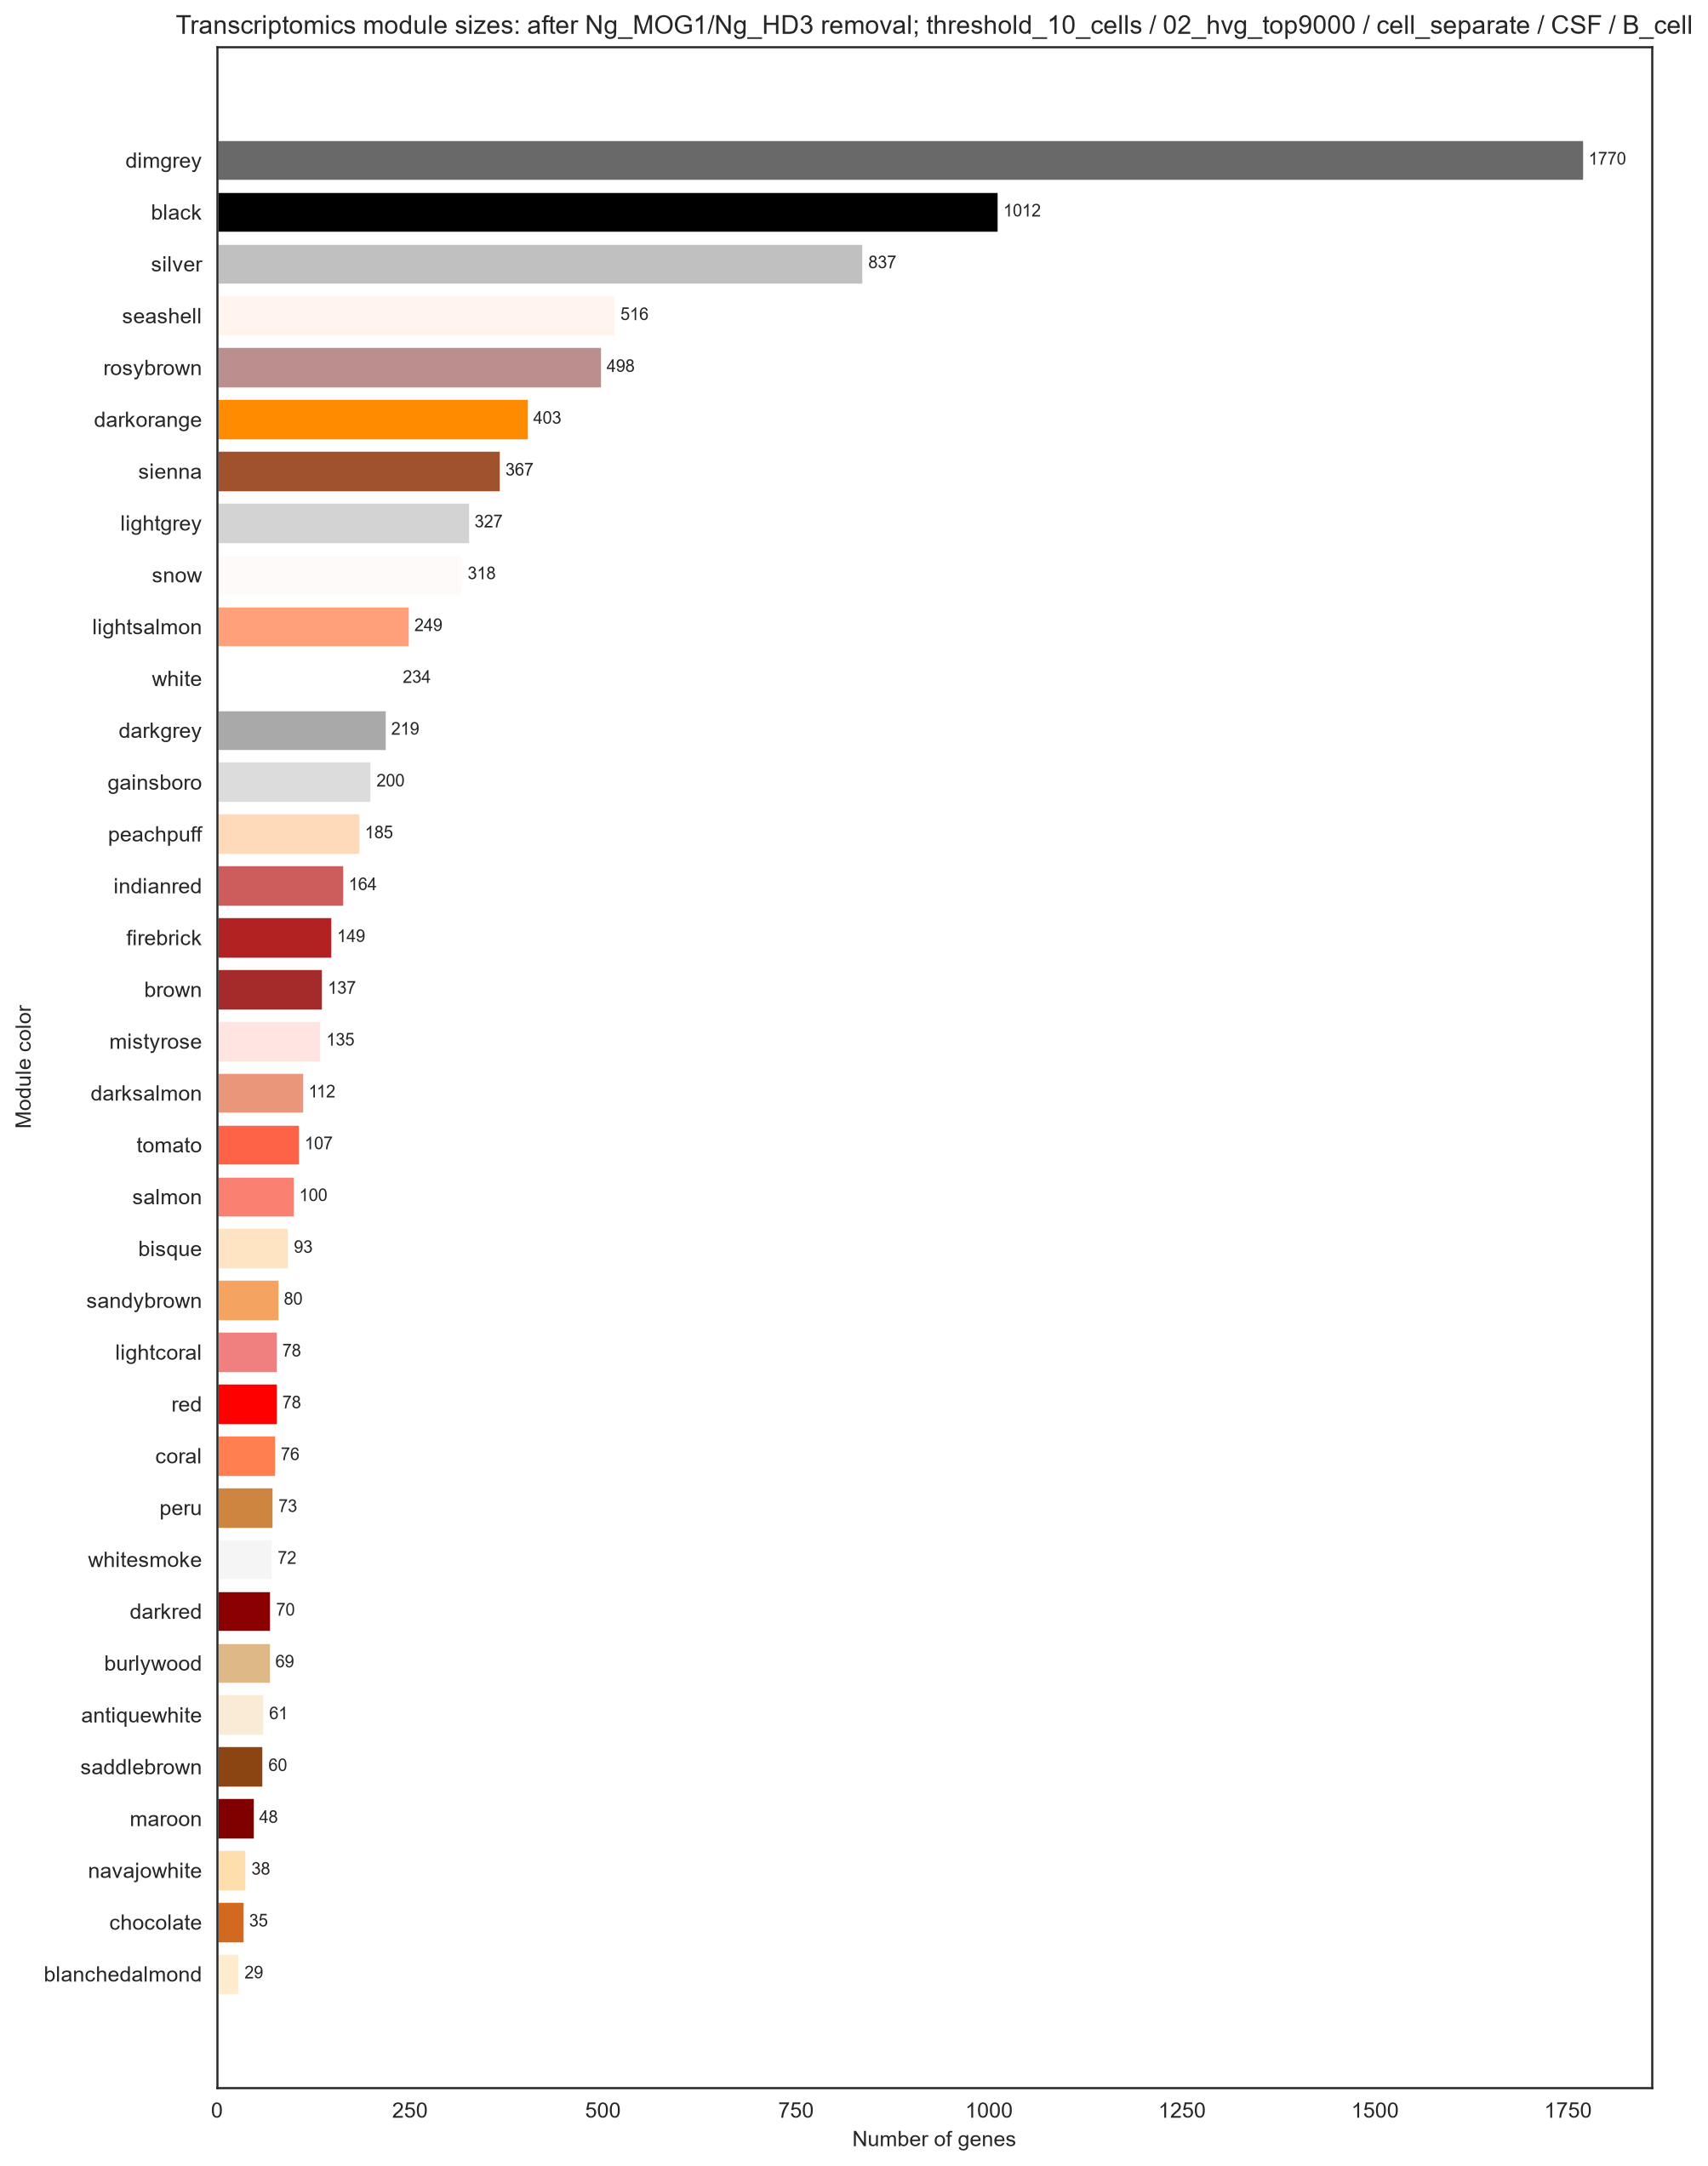 Transcriptomics module sizes: after Ng_MOG1/Ng_HD3 removal; threshold_10_cells / 02_hvg_top9000 / cell_separate / CSF / B_cell
Module color
dimgrey 1770
black 1012
silver 837
seashell 516
rosybrown 498
darkorange 403
sienna 367
lightgrey 327
snow 318
lightsalmon 249
white 234
darkgrey 219
gainsboro 200
peachpuff 185
indianred 164
firebrick 149
brown 137
mistyrose 135
darksalmon 112
tomato 107
salmon 100
bisque 93
sandybrown 80
lightcoral 78
red 78
coral 76
peru 73
whitesmoke 72
darkred 70
burlywood 69
antiquewhite 61
saddlebrown 60
maroon 48
navajowhite 38
chocolate 35
blanchedalmond 29
0 250 500 750 1000 1250 1500 1750
Number of genes